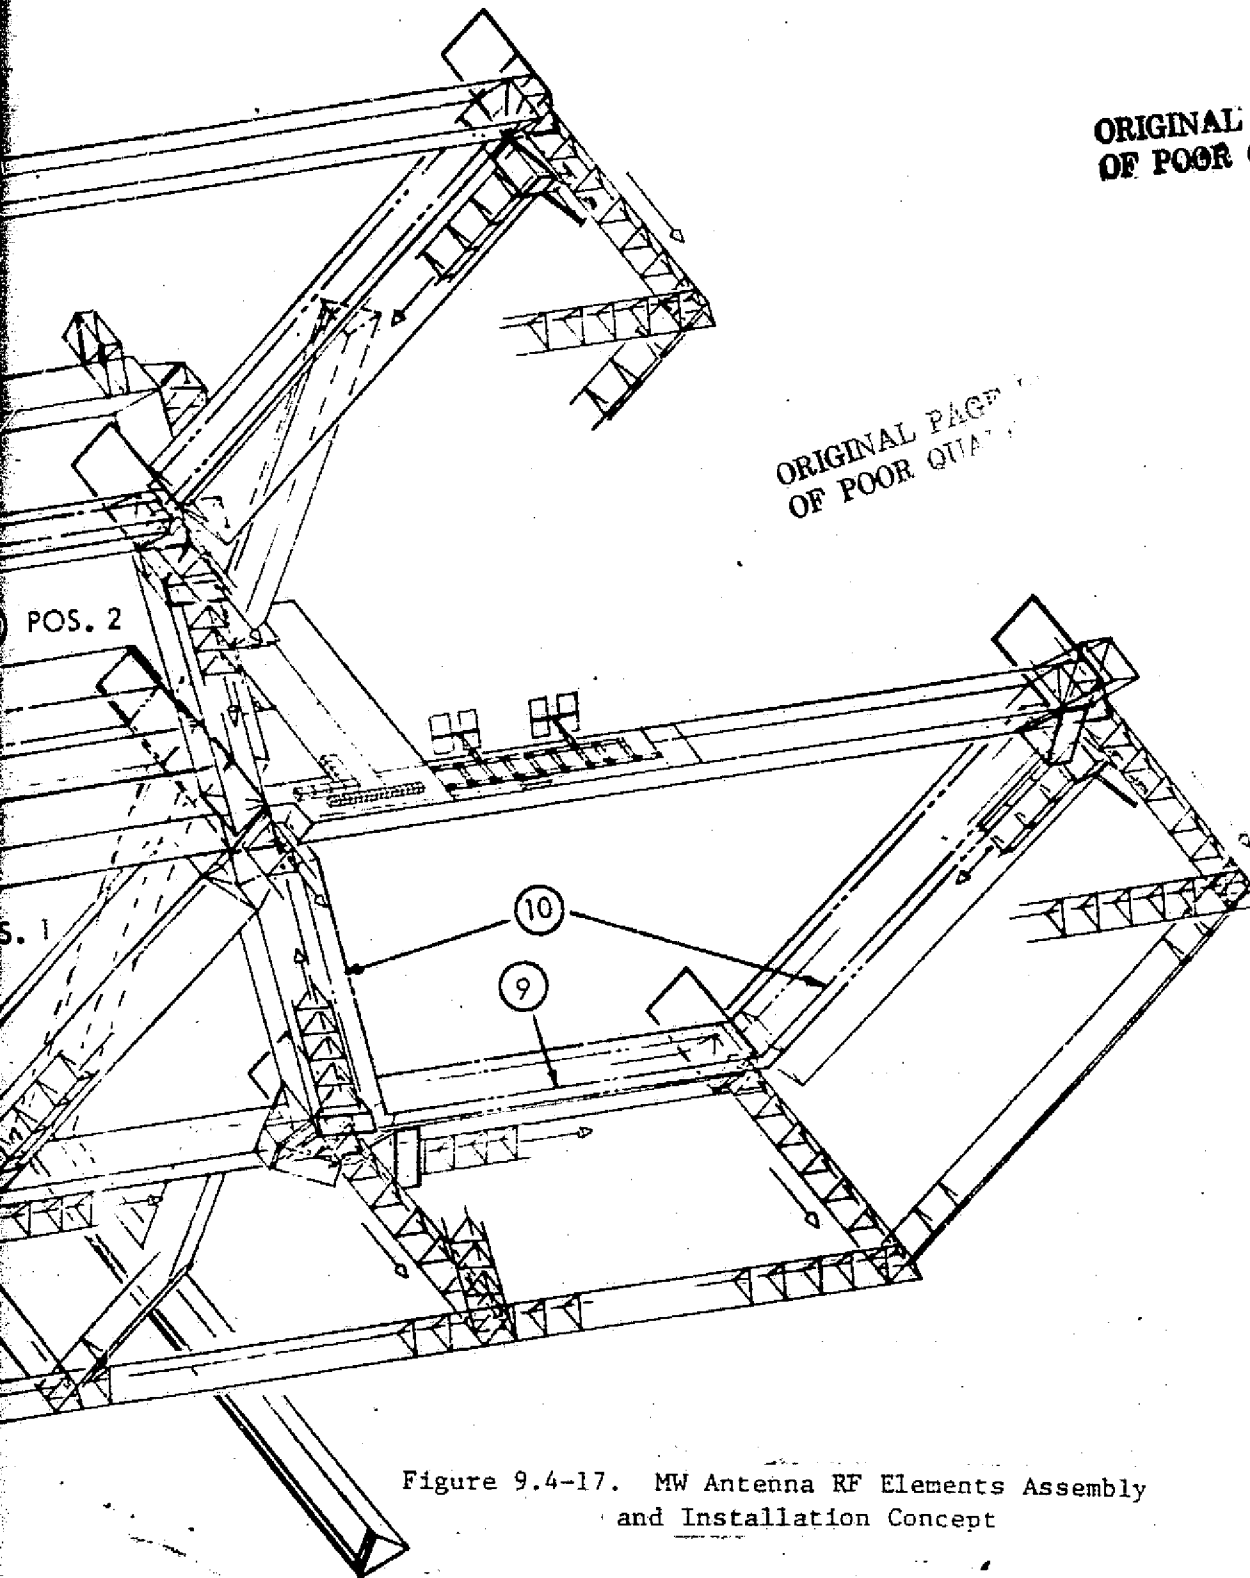 ORIGINAL
OF POOR
ORIGINAL PAGE
OF POOR
POS. 2
S. 1
10
9
Figure 9.4-17. MW Antenna RF Elements Assembly
and Installation Concept